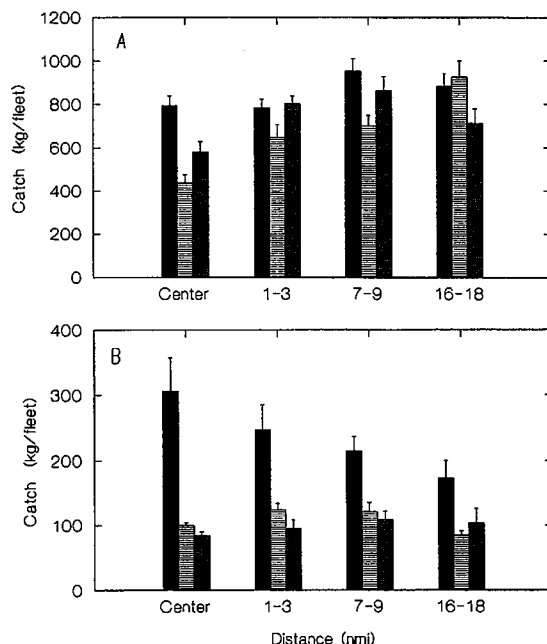 A
1200
1000
800
600
400
200
0
Catch (kg/fleet)
Center 1-3 7-9 16-18
B
400
300
200
100
0
Catch (kg/fleet)
Center 1-3 7-9 16-18
Distance (nmi)